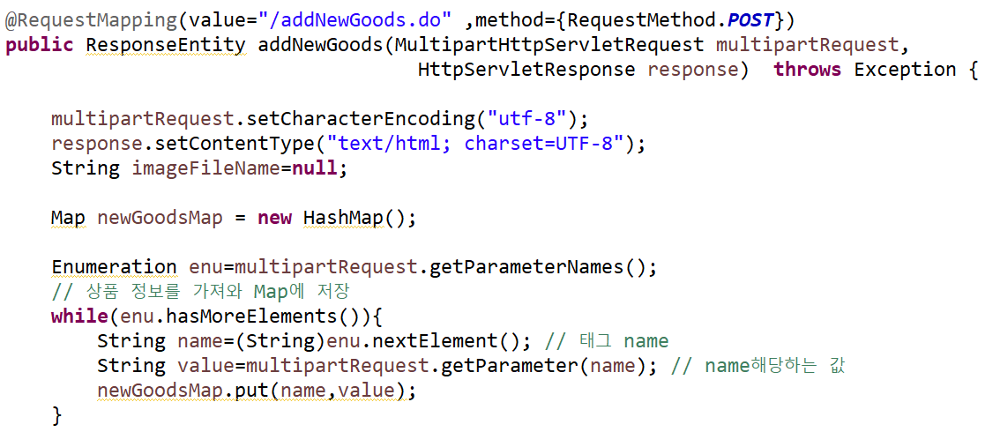 @RequestMapping(value="/addNewGoods.do" ,method={RequestMethod.POST})
public ResponseEntity addNewGoods(MultipartHttpServletRequest multipartRequest,
HttpServletResponse response)  throws Exception {
multipartRequest.setCharacterEncoding("utf-8");
response.setContentType("text/html; charset=UTF-8");
String imageFileName=null;
Map newGoodsMap = new HashMap();
Enumeration enu=multipartRequest.getParameterNames();
// 상품 정보를 가져와 Map에 저장
while(enu.hasMoreElements()){
String name=(String)enu.nextElement(); // 태그 name
String value=multipartRequest.getParameter(name); // name해당하는 값
newGoodsMap.put(name,value);
}